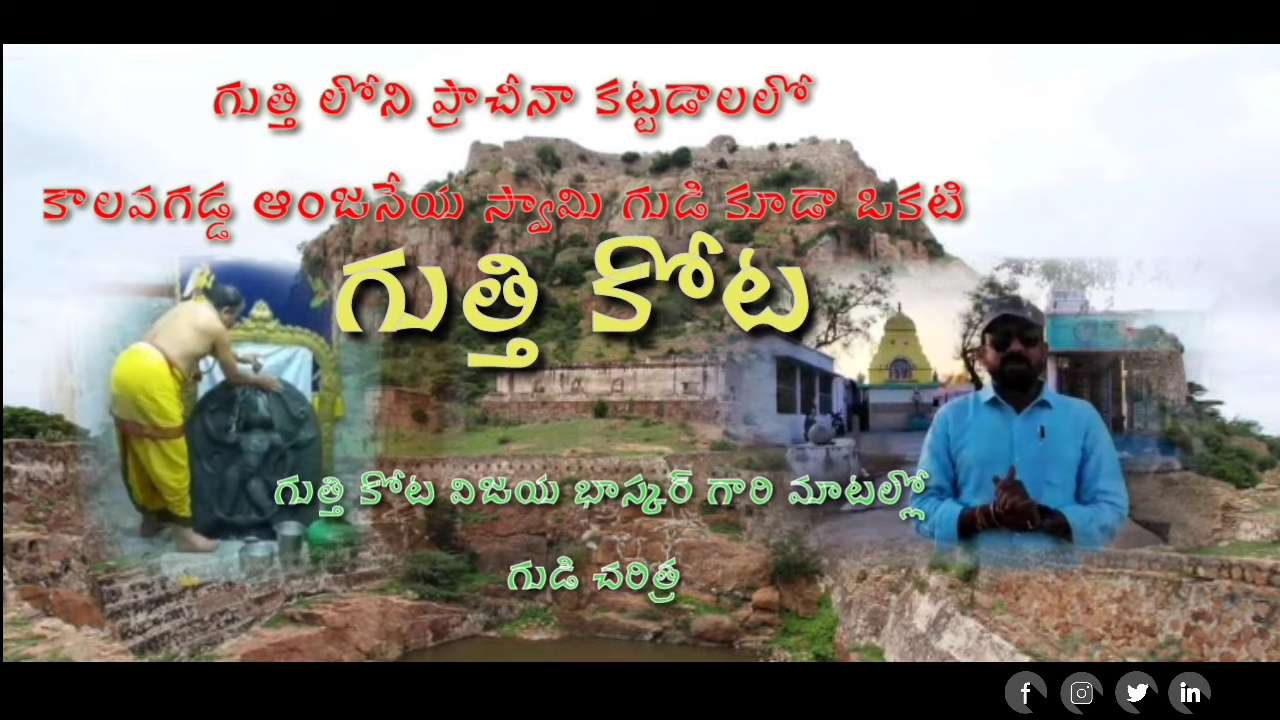 గుత్తి లోని ప్రాచీనా కట్టడాలలో
కాలవగడ్డ ఆంజనేయ స్వామి గుడి కూడా ఒకటి
గుత్తి కోట
గుత్తి కోట విజయ భాస్కర్ గారి మాటల్లో
గుడి చరిత్ర